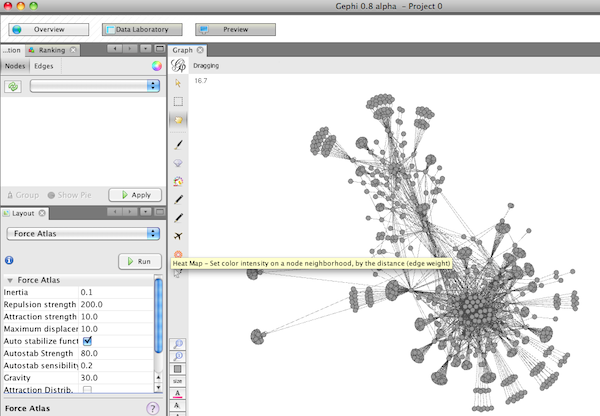 Gephi 0.8 alpha - Project 0
Overview
Data Laboratory
Preview
...tion
Ranking
Graph
Nodes
Edges
Dragging
16.7
Group
Show Pie
Apply
Layout
Force Atlas
Run
Heat Map - Set color intensity on a node neighborhood, by the distance (edge weight)
Force Atlas
Inertia 0.1
Repulsion strength 200.0
Attraction strength 10.0
Maximum displacer 10.0
Auto stabilize funct
Autostab Strength 80.0
Autostab sensibility 0.2
Gravity 30.0
Attraction Distrib.
SIZE
A
Force Atlas
?